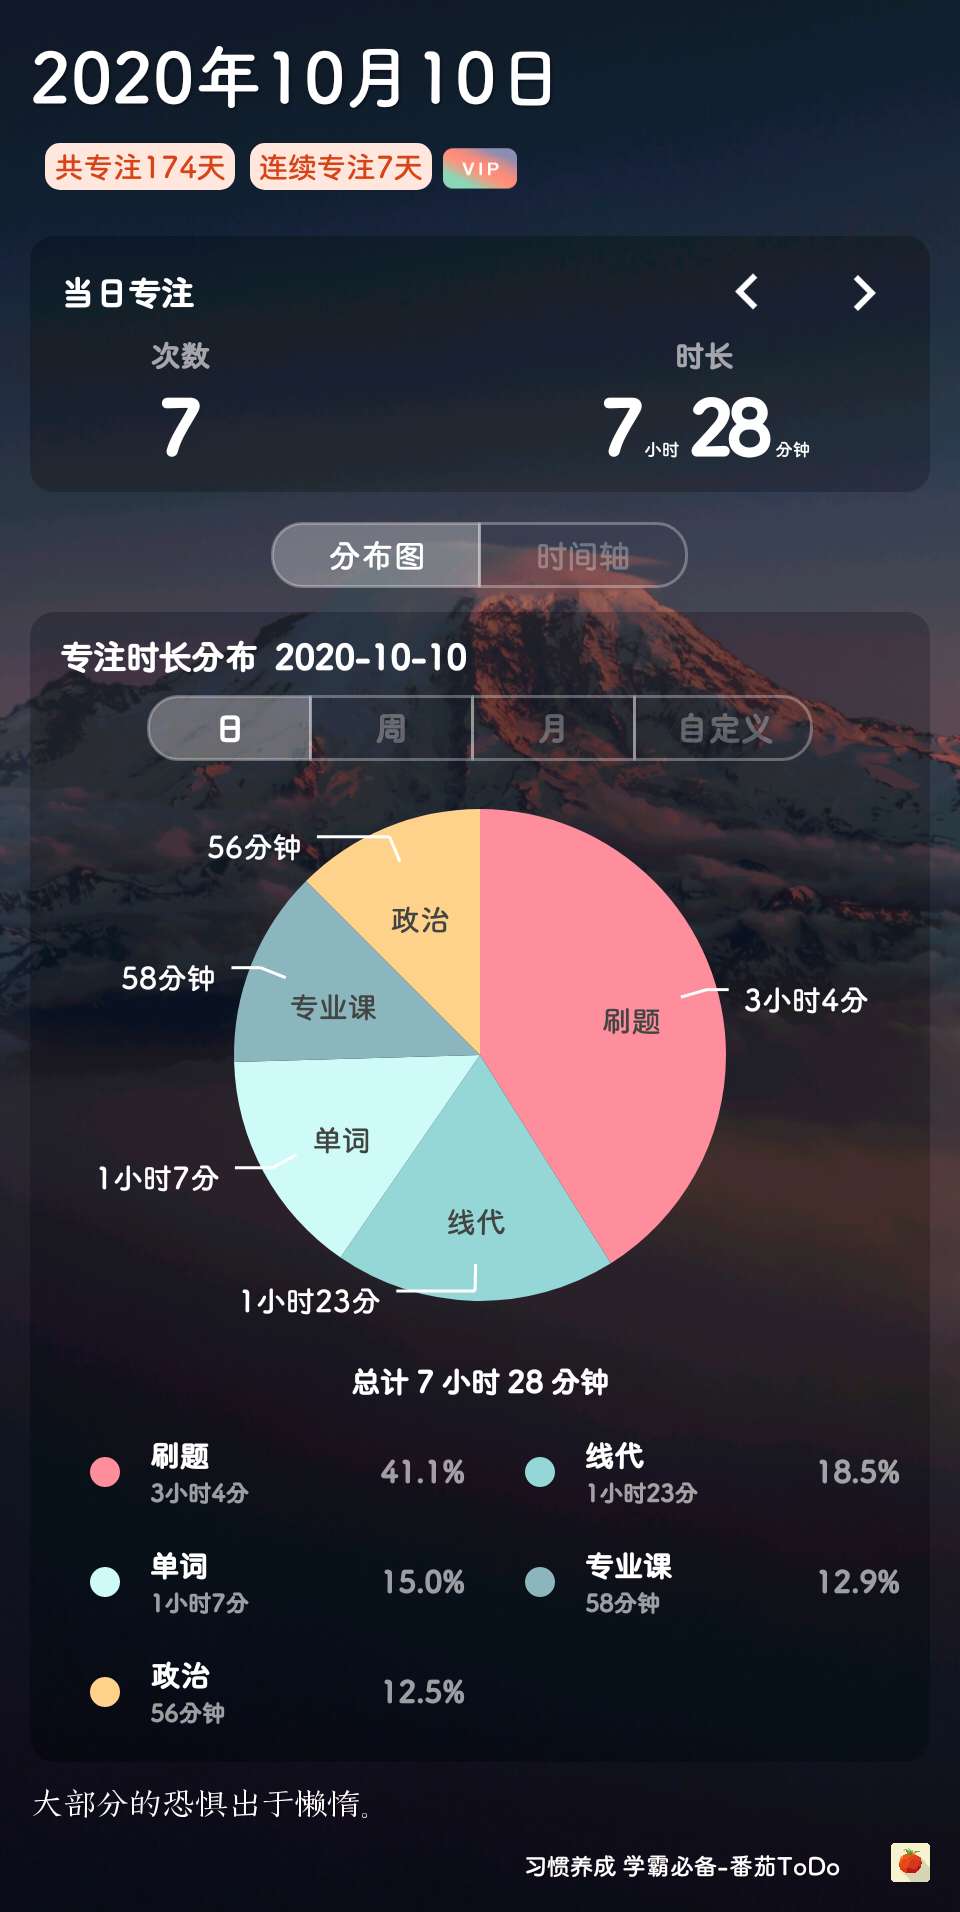 2020年10月10日
共专注174天 连续专注7天 VIP
当日专注
次数 时长
7 7小时28分钟
分布图 时间轴
专注时长分布 2020-10-10
日 周 月 自定义
56分钟
政治
58分钟
专业课
3小时4分
刷题
单词
1小时7分
线代
1小时23分
总计 7 小时 28 分钟
刷题 41.1% 线代 18.5%
3小时4分 1小时23分
单词 15.0% 专业课 12.9%
1小时7分 58分钟
政治 12.5%
56分钟
大部分的恐惧出于懒惰。
习惯养成 学霸必备-番茄ToDo